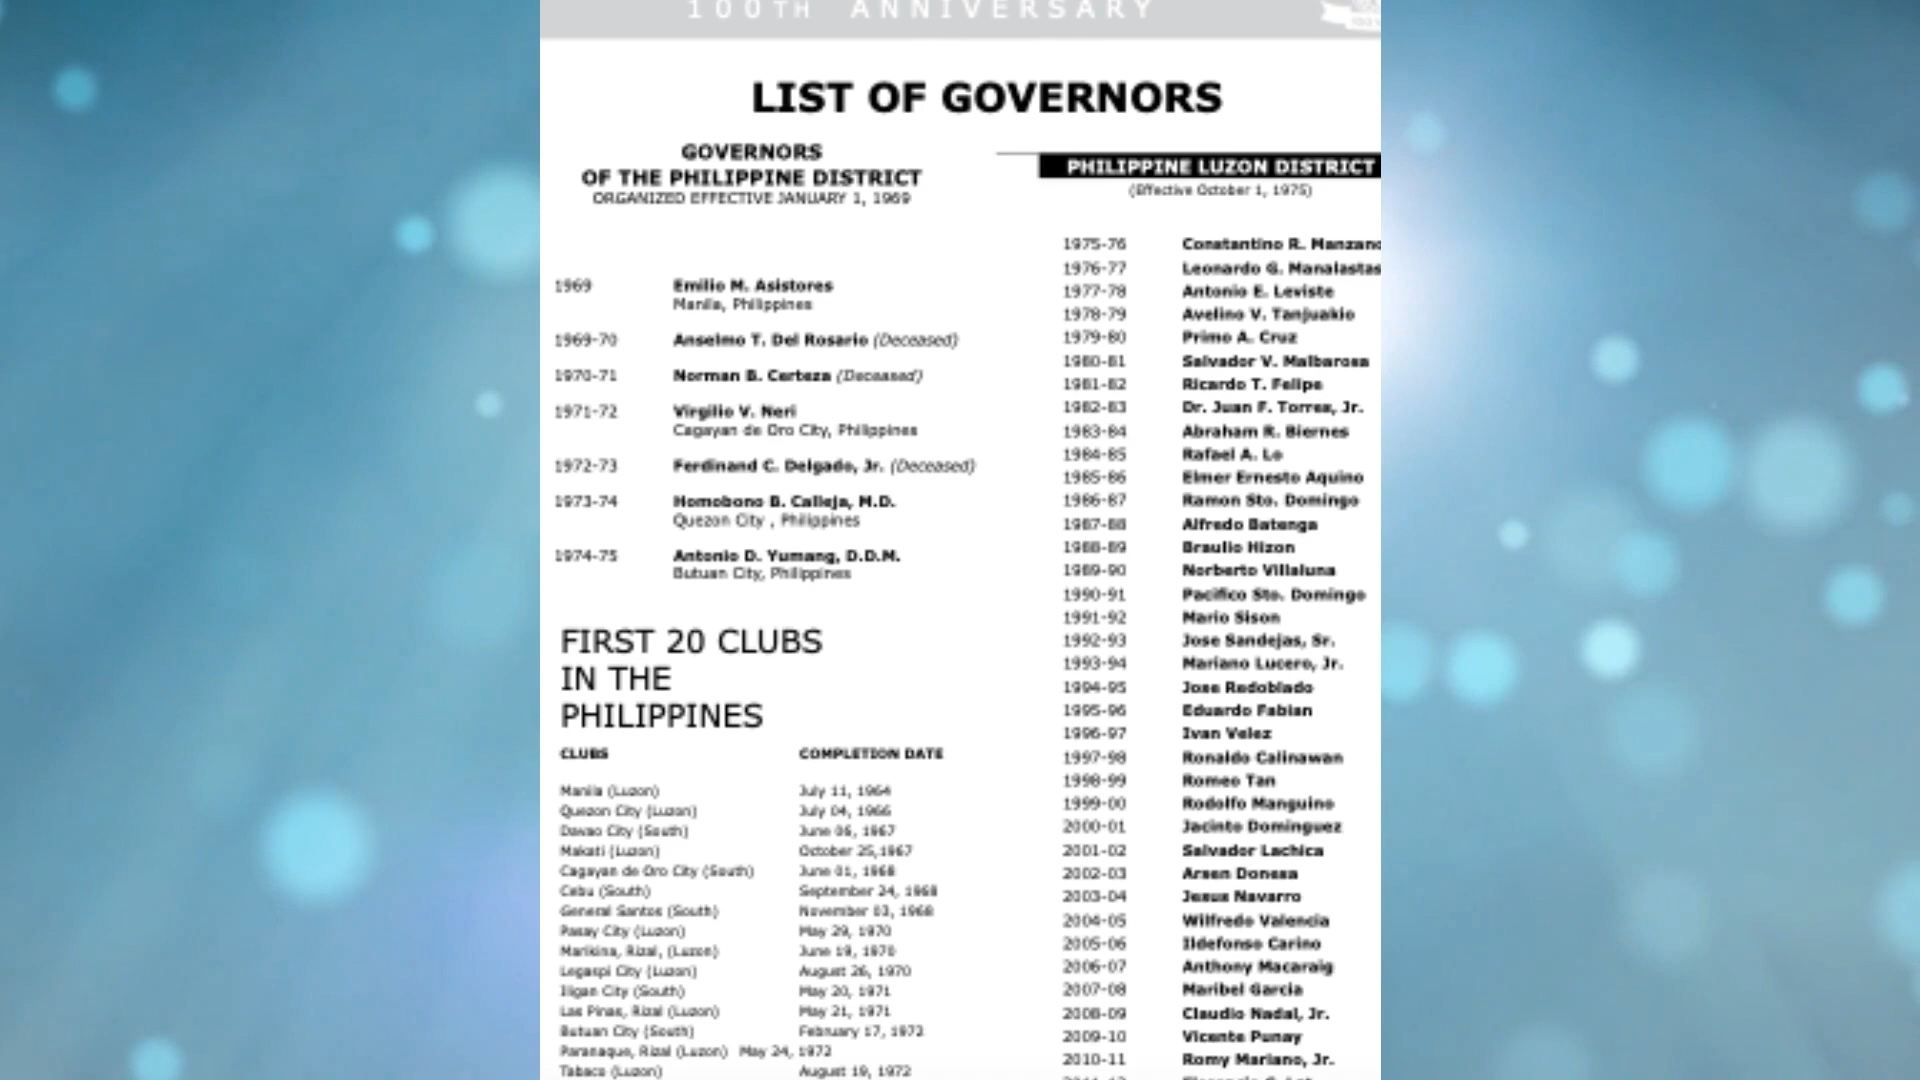 100TH ANNIVERSARY
LIST OF GOVERNORS
GOVERNORS
OF THE PHILIPPINE DISTRICT
ORGANIZED EFFECTIVE JANUARY 1, 1969
1969 Emilio M. Asistores
Manila, Philippines
1969-70 Anselmo T. Del Rosario (Deceased)
1970-71 Norman B. Certeza (Deceased)
1971-72 Virgilio V. Neri
Cagayan de Oro City, Philippines
1972-73 Ferdinand C. Delgado, Jr. (Deceased)
1973-74 Homobono B. Calleja, M.D.
Quezon City , Philippines
1974-75 Antonio D. Yumang, D.D.M.
Butuan City, Philippines
FIRST 20 CLUBS
IN THE
PHILIPPINES
CLUBS COMPLETION DATE
Manila (Luzon) July 11, 1964
Quezon City (Luzon) July 04, 1966
Davao City (South) June 06, 1967
Makati (Luzon) October 25,1967
Cagayan de Oro City (South) June 01, 1968
Cebu (South) September 24, 1968
General Santos (South) November 03, 1968
Pasay City (Luzon) May 29, 1970
Marikina, Rizal, (Luzon) June 19, 1970
Legaspi City (Luzon) August 26, 1970
Iligan City (South) May 20, 1971
Las Pinas, Rizal (Luzon) May 21, 1971
Butuan City (South) February 17, 1972
Paranaque, Rizal (Luzon) May 24, 1972
Tabaco (Luzon) August 19, 1972
PHILIPPINE LUZON DISTRICT
(Effective October 1, 1975)
1975-76 Constantino R. Manzano
1976-77 Leonardo G. Manalastas
1977-78 Antonio E. Leviste
1978-79 Avelino V. Tanjuakio
1979-80 Primo A. Cruz
1980-81 Salvador V. Malbarosa
1981-82 Ricardo T. Felipe
1982-83 Dr. Juan F. Torres, Jr.
1983-84 Abraham R. Biernes
1984-85 Rafael A. Lo
1985-86 Elmer Ernesto Aquino
1986-87 Ramon Sto. Domingo
1987-88 Alfredo Batenga
1988-89 Braulio Hizon
1989-90 Norberto Villaluna
1990-91 Pacifico Sto. Domingo
1991-92 Mario Sison
1992-93 Jose Sandejas, Sr.
1993-94 Mariano Lucero, Jr.
1994-95 Jose Redoblado
1995-96 Eduardo Fabian
1996-97 Ivan Velez
1997-98 Ronaldo Calinawan
1998-99 Romeo Tan
1999-00 Rodolfo Manguino
2000-01 Jacinto Dominguez
2001-02 Salvador Lachica
2002-03 Arsen Donesa
2003-04 Jesus Navarro
2004-05 Wilfredo Valencia
2005-06 Ildefonso Carino
2006-07 Anthony Macaraig
2007-08 Maribel Garcia
2008-09 Claudio Nadal, Jr.
2009-10 Vicente Punay
2010-11 Romy Mariano, Jr.